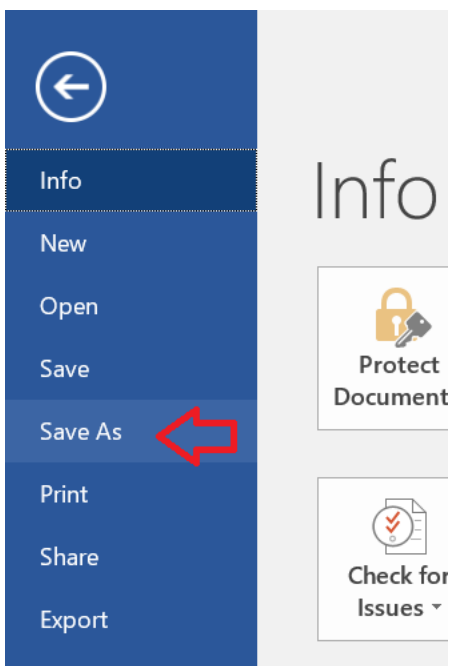 Info
New
Open
Save
Save As
Print
Share
Export
Info
Protect
Document
Check for
Issues